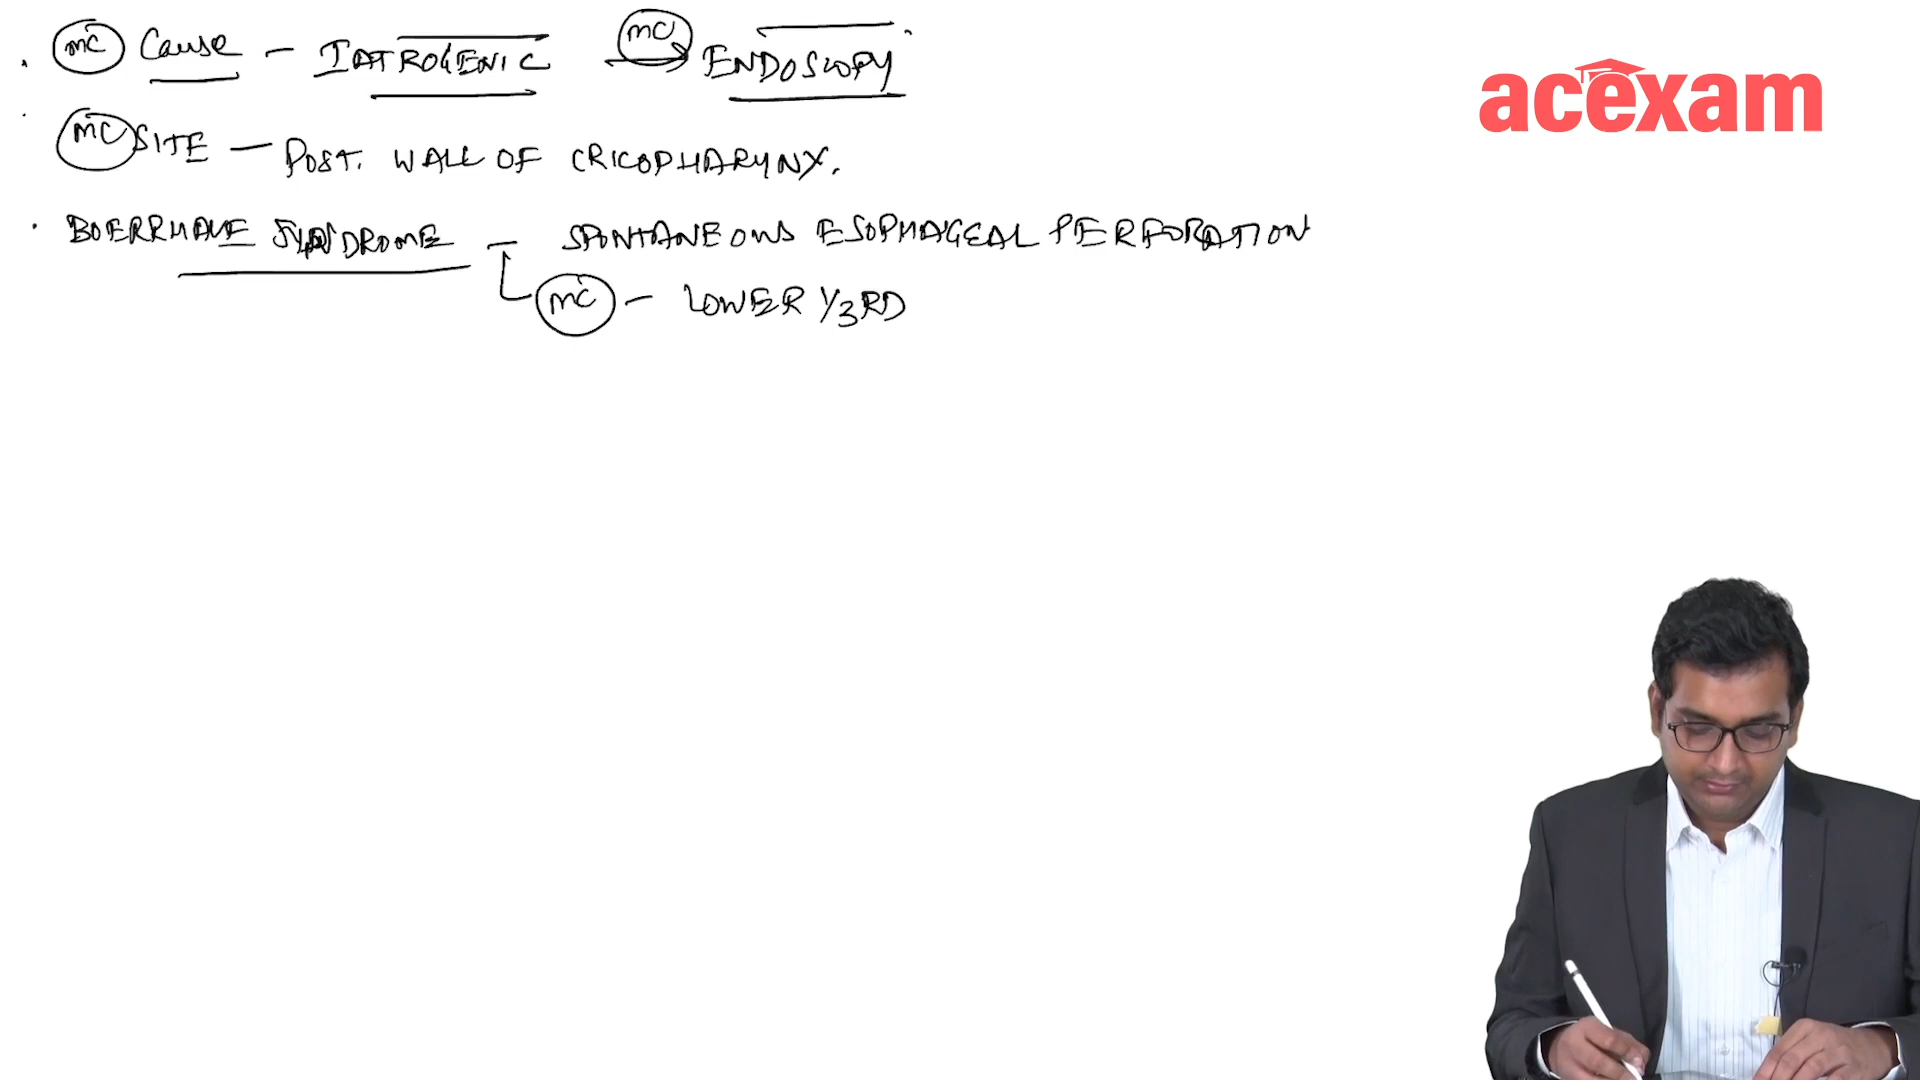 . MC Cause - IATROGENIC MC → ENDOSCOPY
. MC SITE - POST. WALL OF CRICOPHARYNX.
. BOERRHAVE SYNDROME - SPONTANEOUS ESOPHAGEAL PERFORATION
MC - LOWER 1/3RD
acexam